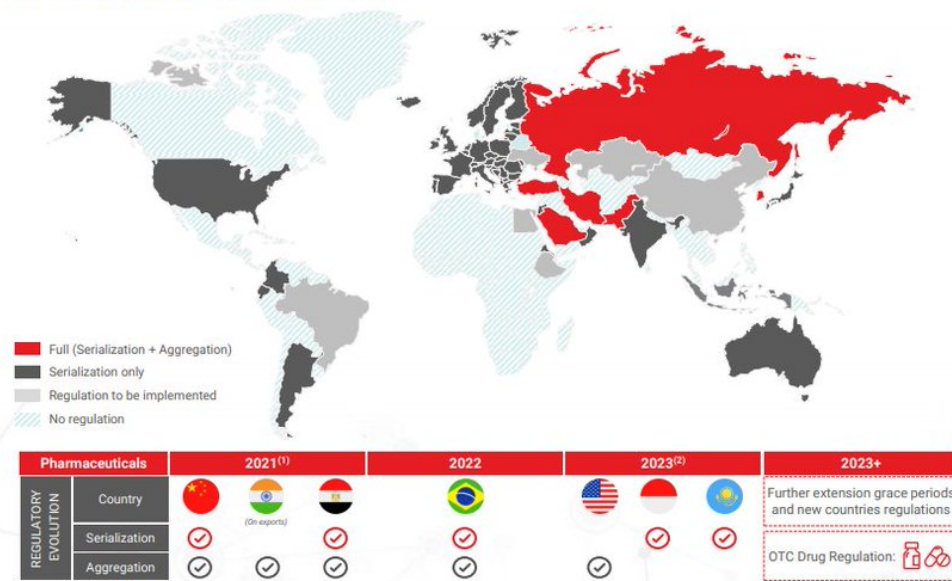 Full (Serialization + Aggregation)
Serialization only
Regulation to be implemented
No regulation
Pharmaceuticals 2021(1) 2022 2023(2) 2023+
REGULATORY
EVOLUTION
Country
(On exports)
Further extension grace periods
and new countries regulations
Serialization
Aggregation
OTC Drug Regulation: